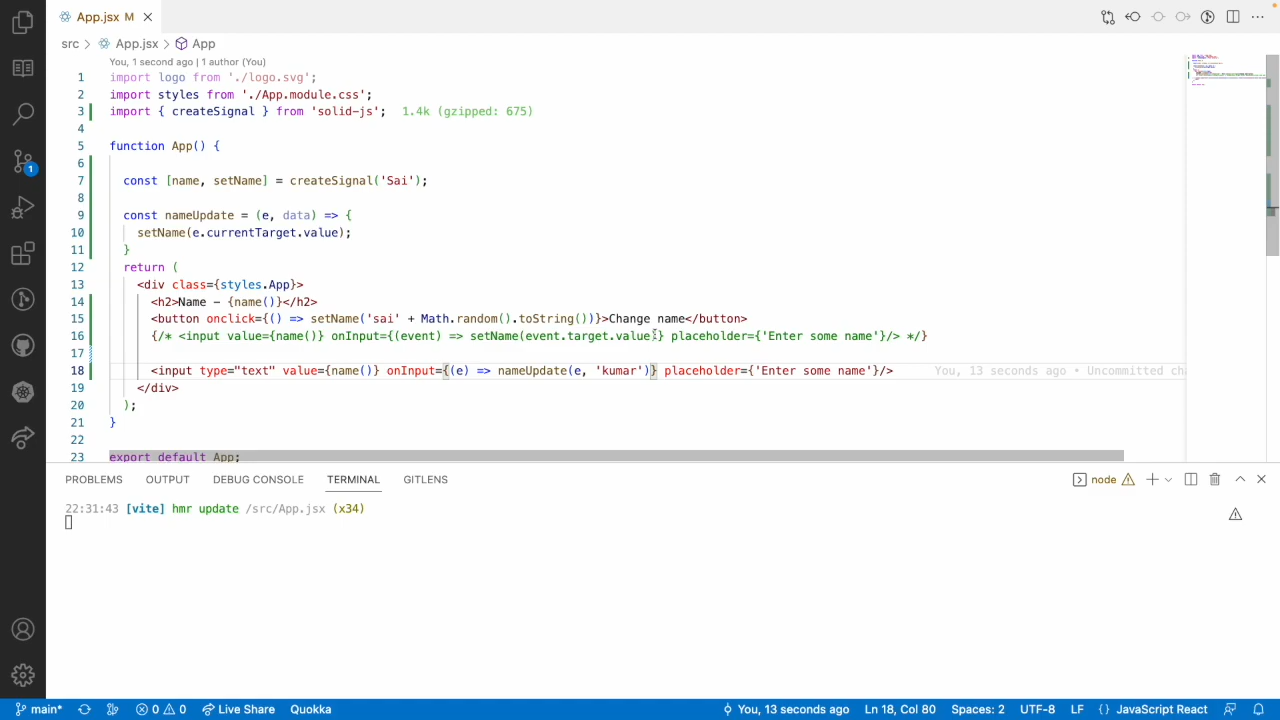 App.jsx M
src > App.jsx > App
You, 1 second ago | 1 author (You)
1 import logo from './logo.svg';
2 import styles from './App.module.css';
3 import { createSignal } from 'solid-js'; 1.4k (gzipped: 675)
4
5 function App() {
6
7 const [name, setName] = createSignal('Sai');
8
9 const nameUpdate = (e, data) => {
10 setName(e.currentTarget.value);
11 }
12 return (
13 <div class={styles.App}>
14 <h2>Name - {name()}</h2>
15 <button onclick={() => setName('sai' + Math.random().toString())}>Change name</button>
16 {/* <input value={name()} onInput={(event) => setName(event.target.value)} placeholder={'Enter some name'}/> */}
17
18 <input type="text" value={name()} onInput={(e) => nameUpdate(e, 'kumar')} placeholder={'Enter some name'}/> You, 13 seconds ago • Uncommitted cha
19 </div>
20 );
21 }
22
23 export default App;
PROBLEMS OUTPUT DEBUG CONSOLE TERMINAL GITLENS node
22:31:43 [vite] hmr update /src/App.jsx (x34)
1
main* 0 0 Live Share Quokka You, 13 seconds ago Ln 18, Col 80 Spaces: 2 UTF-8 LF {} JavaScript React